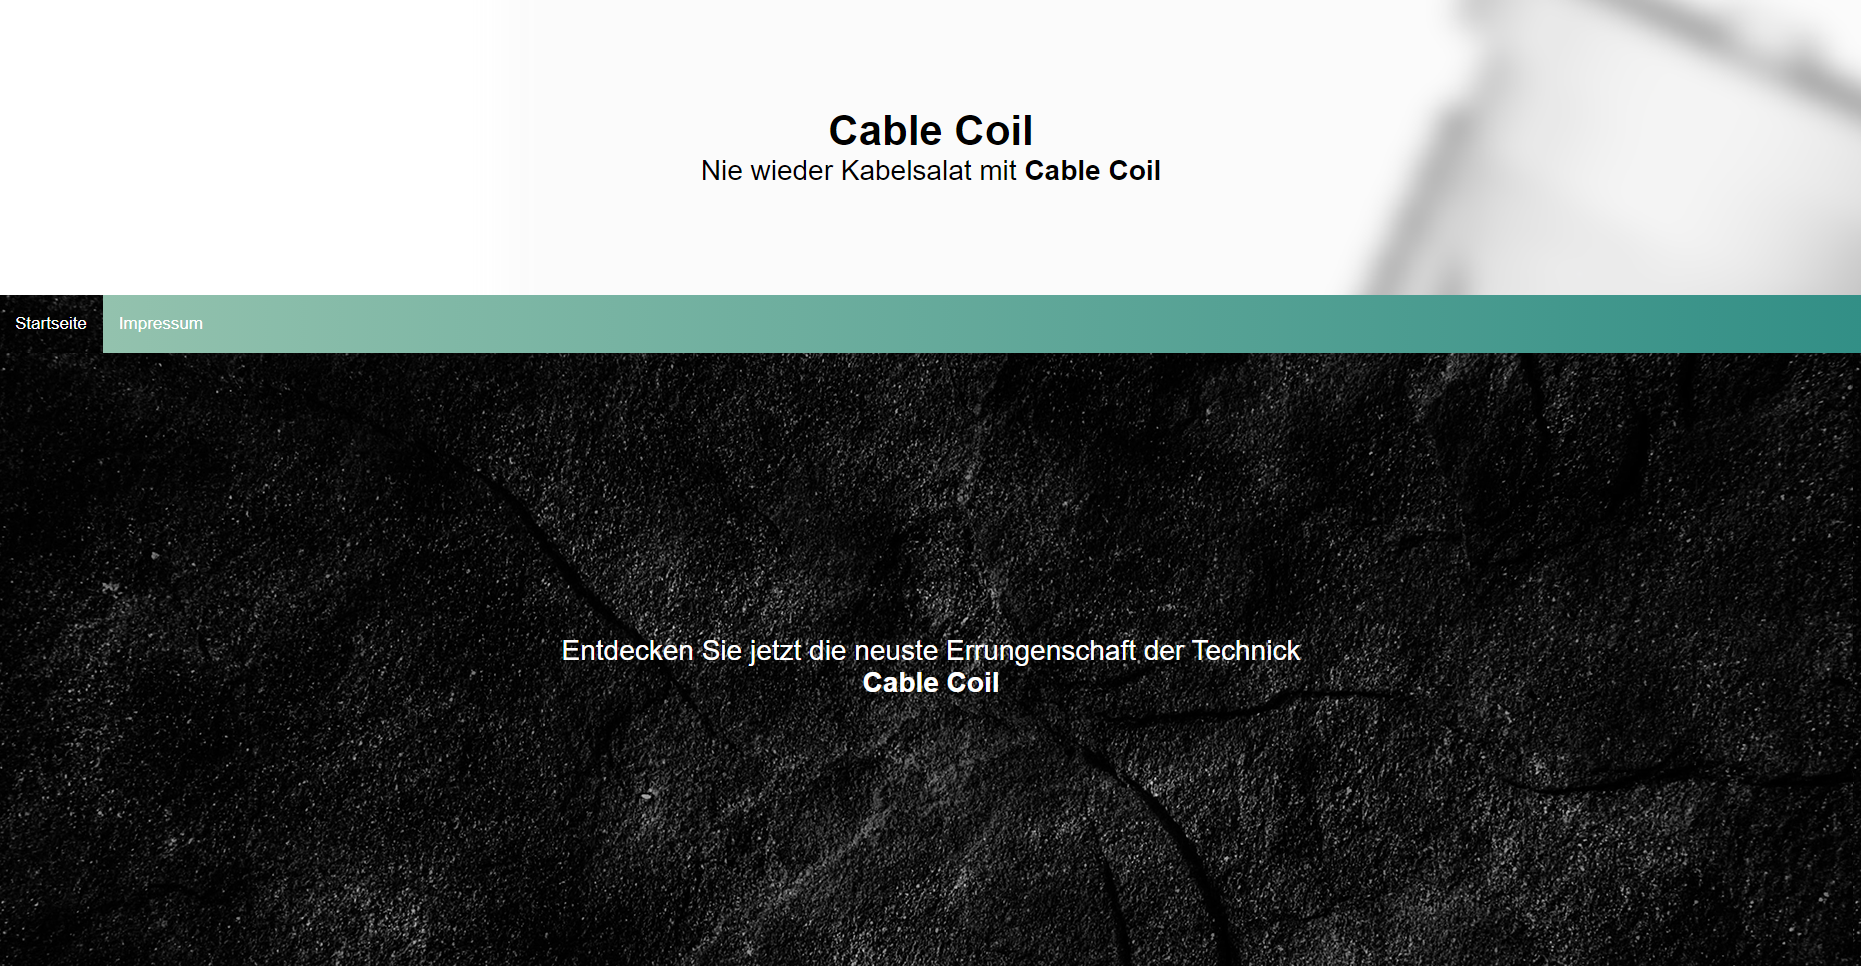 Cable Coil
Nie wieder Kabelsalat mit Cable Coil
Startseite
Impressum
Entdecken Sie jetzt die neuste Errungenschaft der Technick
Cable Coil